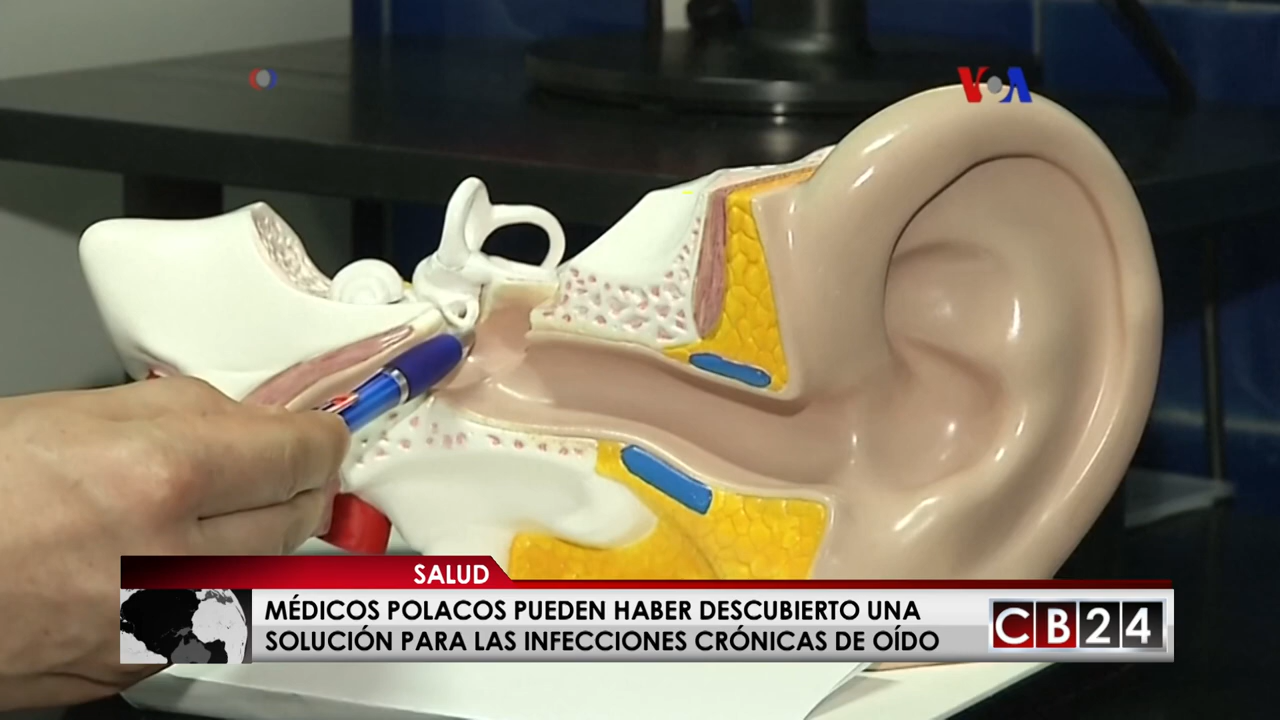 VOA
SALUD
MÉDICOS POLACOS PUEDEN HABER DESCUBIERTO UNA
SOLUCIÓN PARA LAS INFECCIONES CRÓNICAS DE OÍDO
CB24